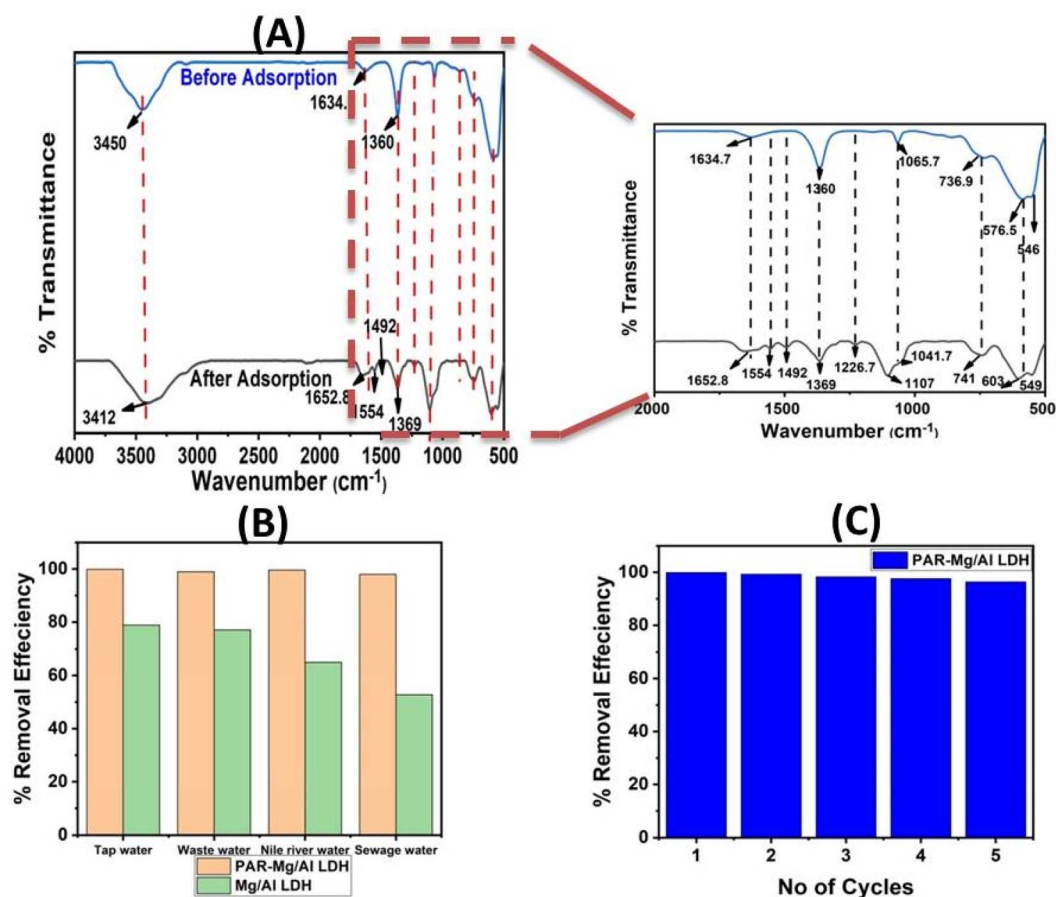 (A)
% Transmittance
Before Adsorption
3450
1634.
1360
After Adsorption
3412
1492
1652.8
1554
1369
4000 3500 3000 2500 2000 1500 1000 500
Wavenumber (cm⁻¹)
% Transmittance
1634.7
1360
1065.7
736.9
576.5
546
1652.8
1554
1492
1369
1226.7
1041.7
1107
741
603
549
2000 1500 1000 500
Wavenumber (cm⁻¹)
(B)
% Removal Effeciency
100
80
60
40
20
0
Tap water Waste water Nile river water Sewage water
PAR-Mg/Al LDH
Mg/Al LDH
(C)
% Removal Effeciency
PAR-Mg/Al LDH
100
80
60
40
20
0
1 2 3 4 5
No of Cycles